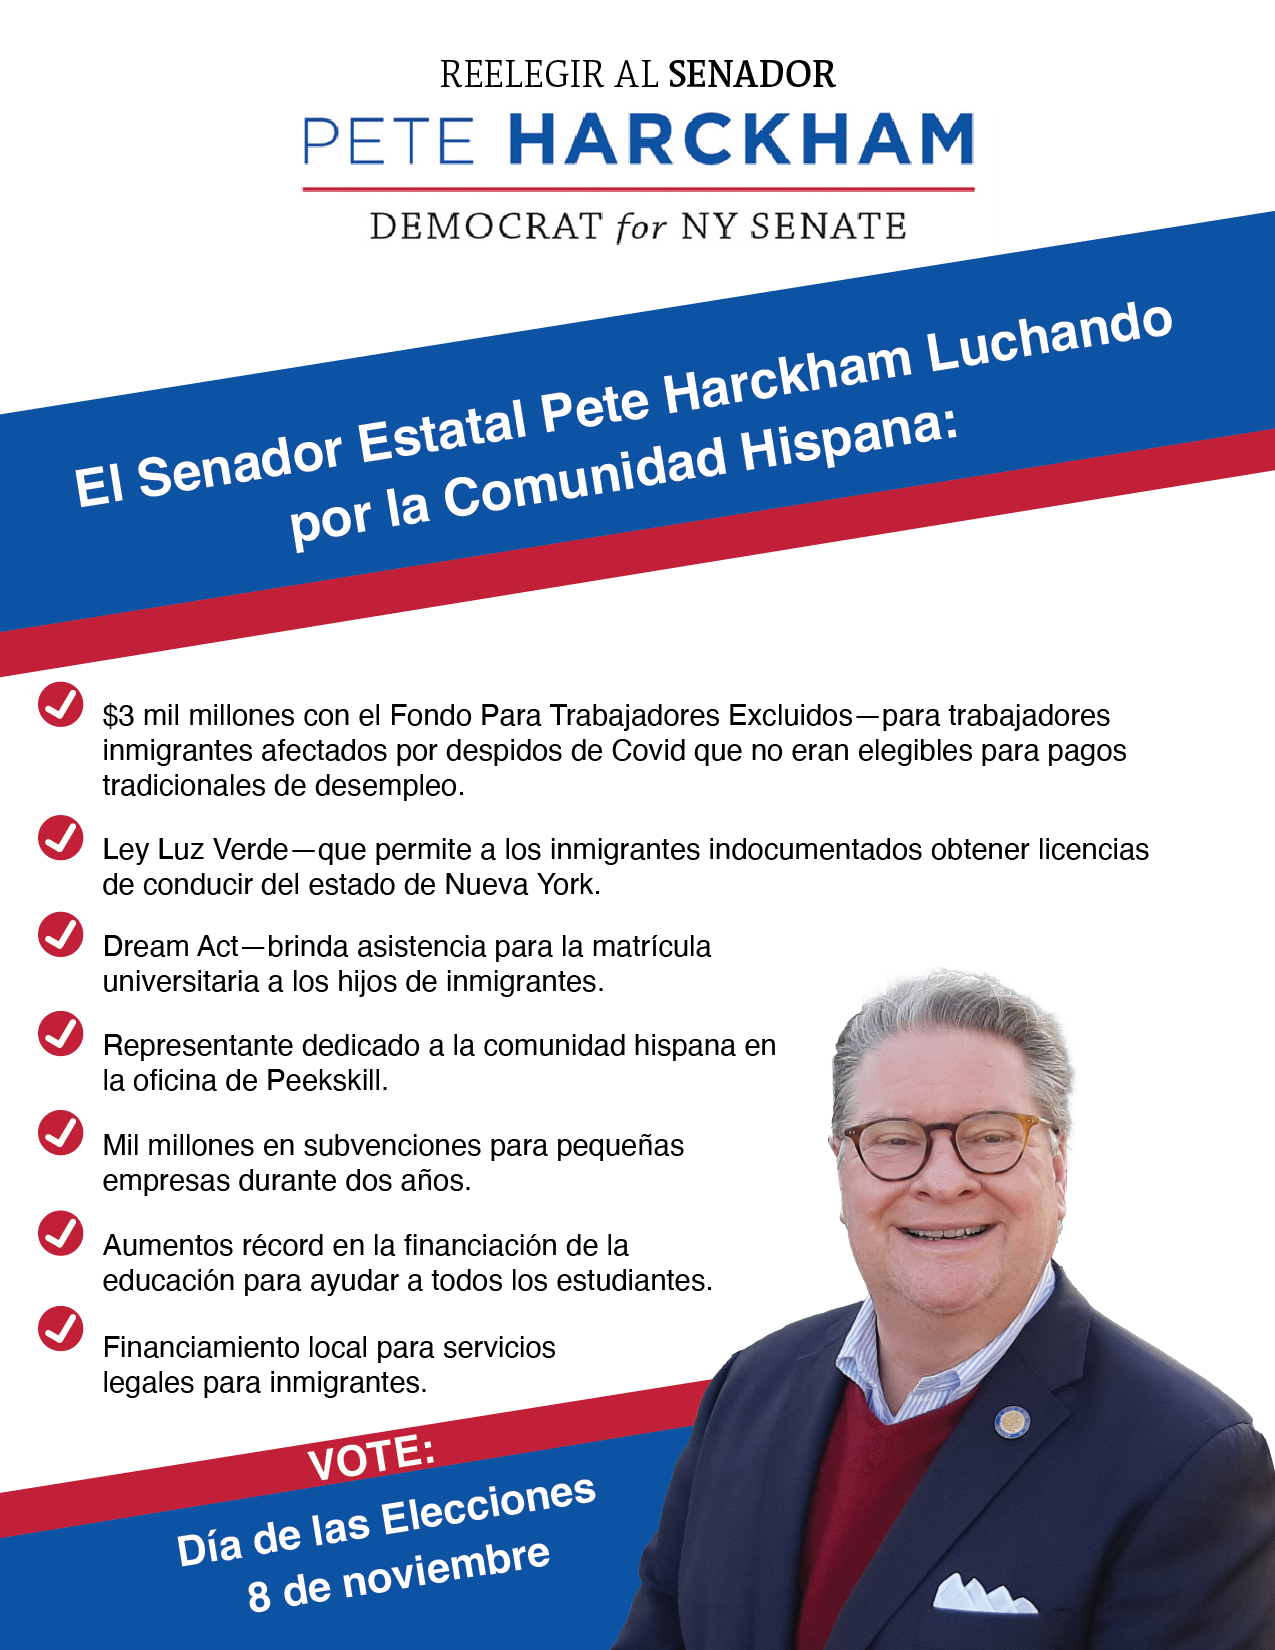 REELEGIR AL SENADOR
PETE HARCKHAM
DEMOCRAT for NY SENATE
El Senador Estatal Pete Harckham Luchando
por la Comunidad Hispana:
$3 mil millones con el Fondo Para Trabajadores Excluidos—para trabajadores
inmigrantes afectados por despidos de Covid que no eran elegibles para pagos
tradicionales de desempleo.
Ley Luz Verde—que permite a los inmigrantes indocumentados obtener licencias
de conducir del estado de Nueva York.
Dream Act—brinda asistencia para la matrícula
universitaria a los hijos de inmigrantes.
Representante dedicado a la comunidad hispana en
la oficina de Peekskill.
Mil millones en subvenciones para pequeñas
empresas durante dos años.
Aumentos récord en la financiación de la
educación para ayudar a todos los estudiantes.
Financiamiento local para servicios
legales para inmigrantes.
VOTE:
Día de las Elecciones
8 de noviembre